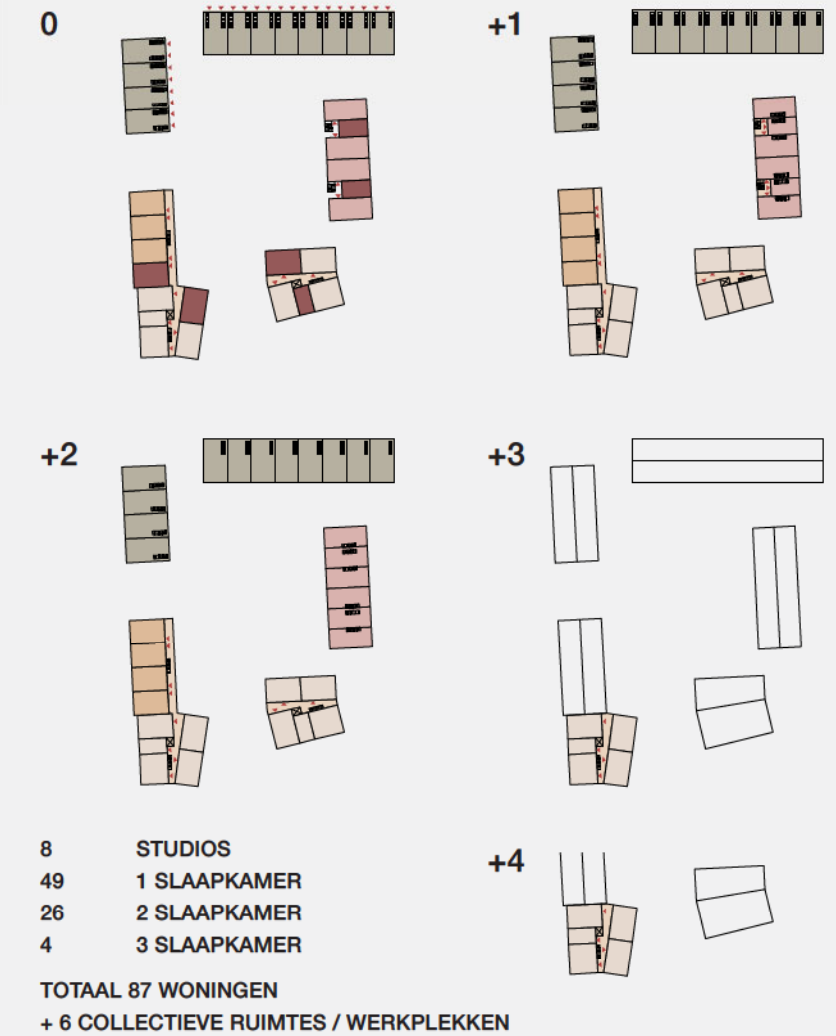 0
+1
+2
+3
8 STUDIOS
49 1 SLAAPKAMER
26 2 SLAAPKAMER
4 3 SLAAPKAMER
+4
TOTAAL 87 WONINGEN
+ 6 COLLECTIEVE RUIMTES / WERKPLEKKEN